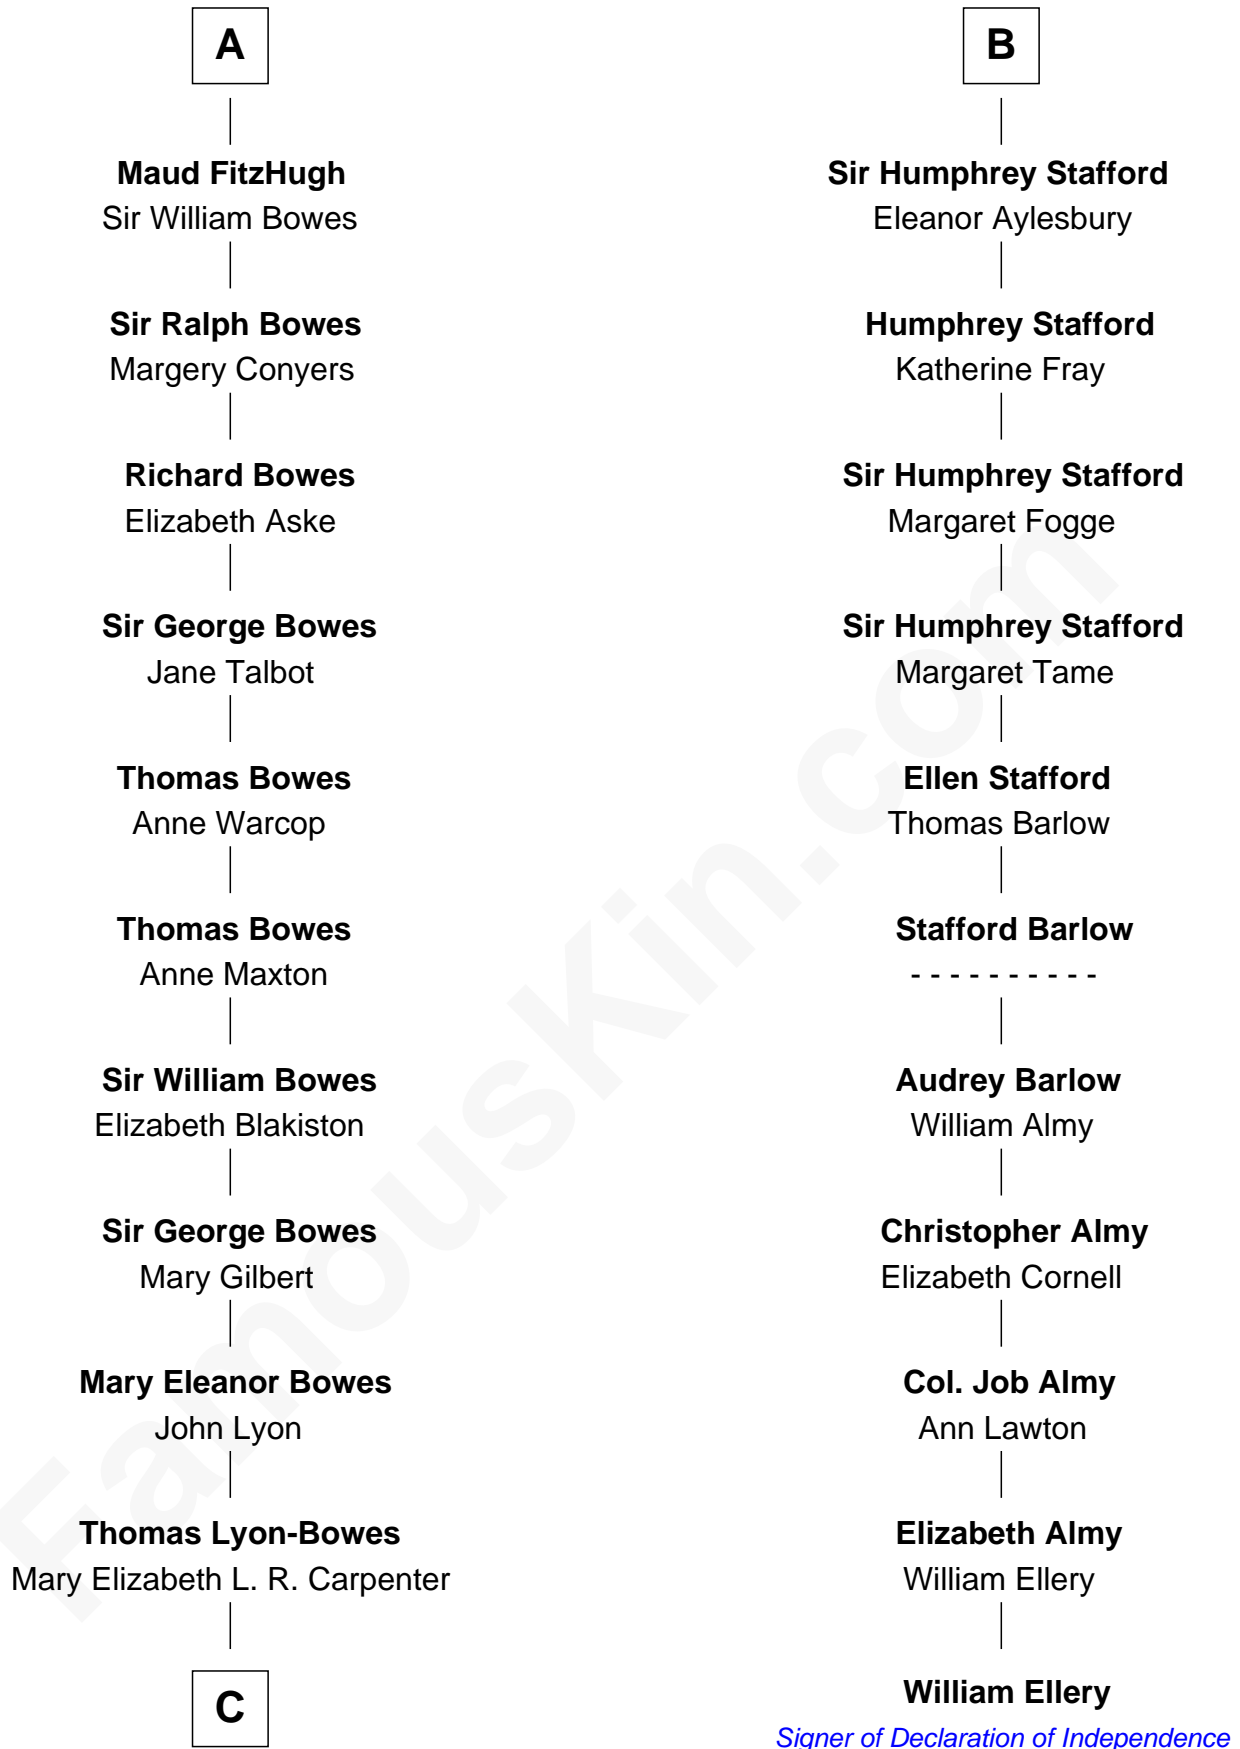 A
Maud FitzHugh
Sir William Bowes
Sir Ralph Bowes
Margery Conyers
Richard Bowes
Elizabeth Aske
Sir George Bowes
Jane Talbot
Thomas Bowes
Anne Warcop
Thomas Bowes
Anne Maxton
Sir William Bowes
Elizabeth Blakiston
Sir George Bowes
Mary Gilbert
Mary Eleanor Bowes
John Lyon
Thomas Lyon-Bowes
Mary Elizabeth L. R. Carpenter
C
B
Sir Humphrey Stafford
Eleanor Aylesbury
Humphrey Stafford
Katherine Fray
Sir Humphrey Stafford
Margaret Fogge
Sir Humphrey Stafford
Margaret Tame
Ellen Stafford
Thomas Barlow
Stafford Barlow
- - - - - - - - - -
Audrey Barlow
William Almy
Christopher Almy
Elizabeth Cornell
Col. Job Almy
Ann Lawton
Elizabeth Almy
William Ellery
William Ellery
Signer of Declaration of Independence
FamousKin.com